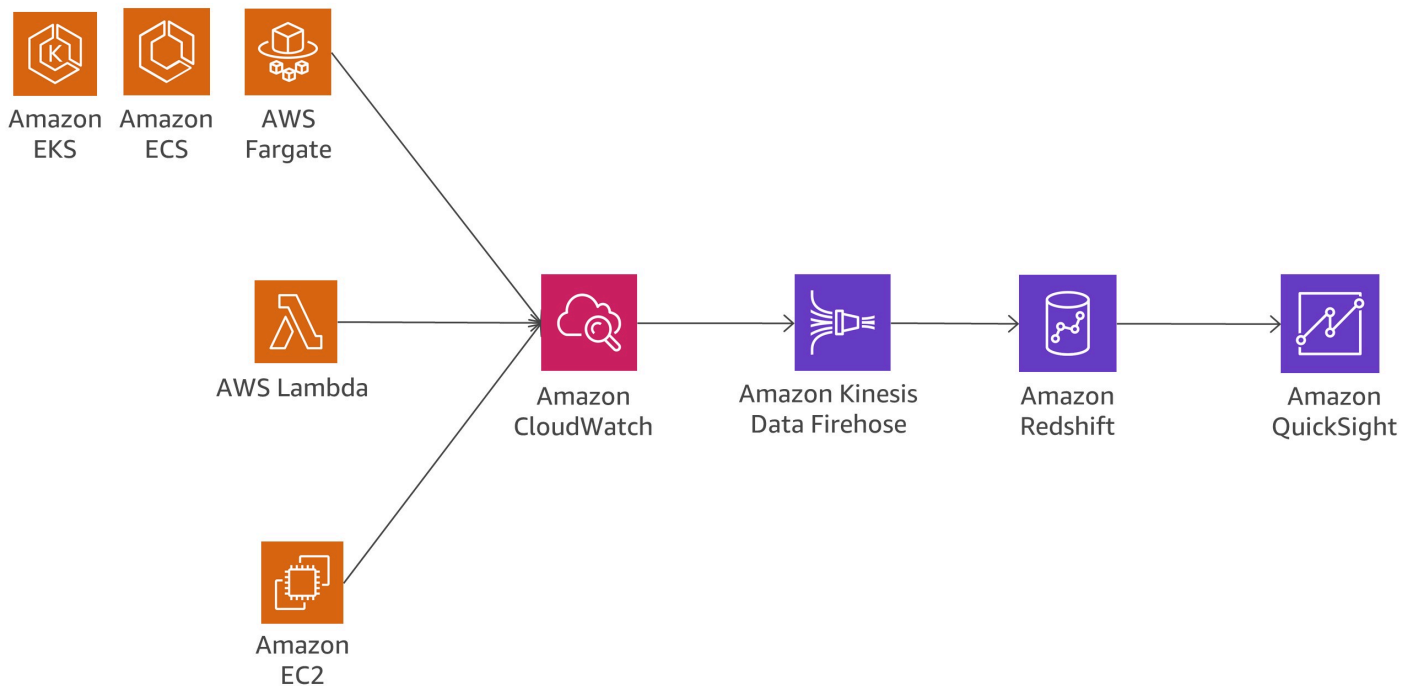 Amazon
EKS
Amazon
ECS
AWS
Fargate
AWS Lambda
Amazon
CloudWatch
Amazon Kinesis
Data Firehose
Amazon
Redshift
Amazon
QuickSight
Amazon
EC2